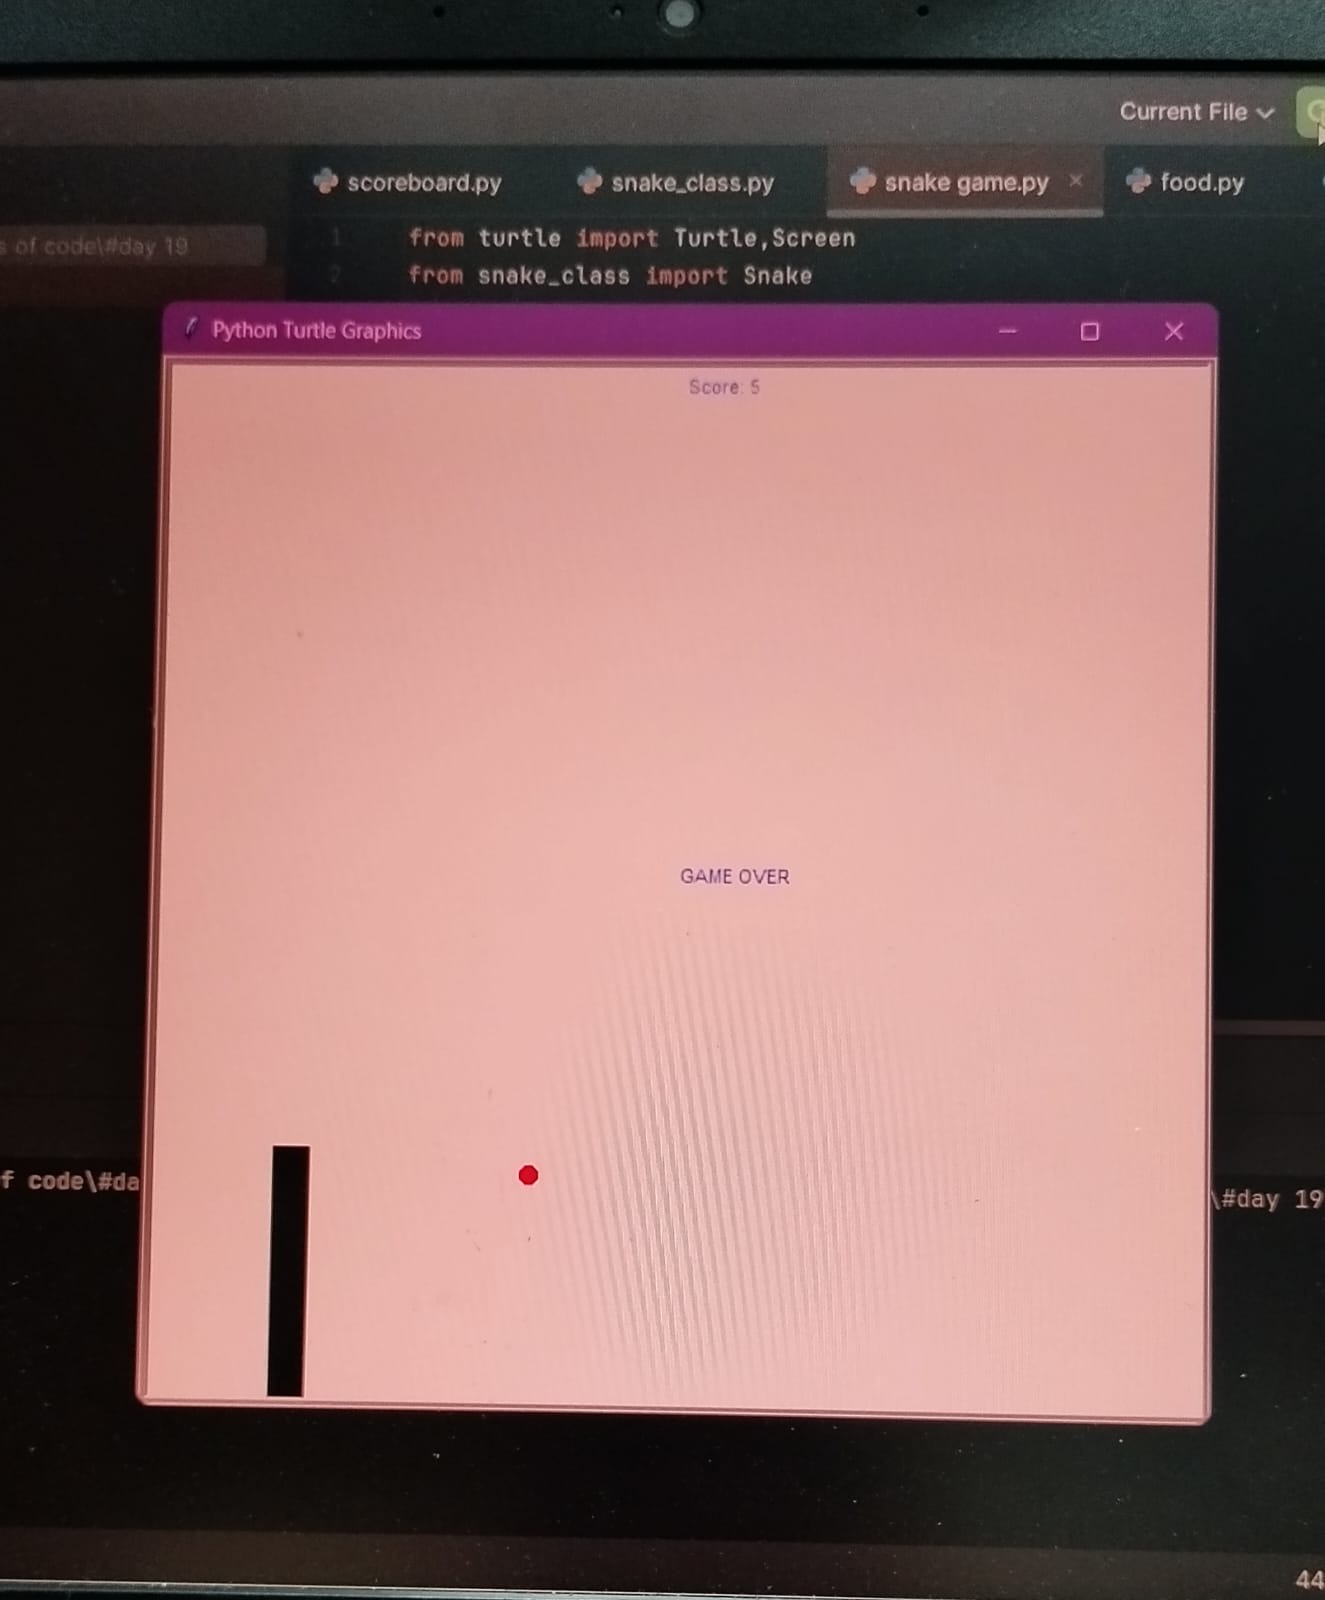 Current File
scoreboard.py snake_class.py snake game.py food.py
s of code\#day 19
1 from turtle import Turtle,Screen
2 from snake_class import Snake
Python Turtle Graphics
Score: 5
GAME OVER
f code\#da
\#day 19
44